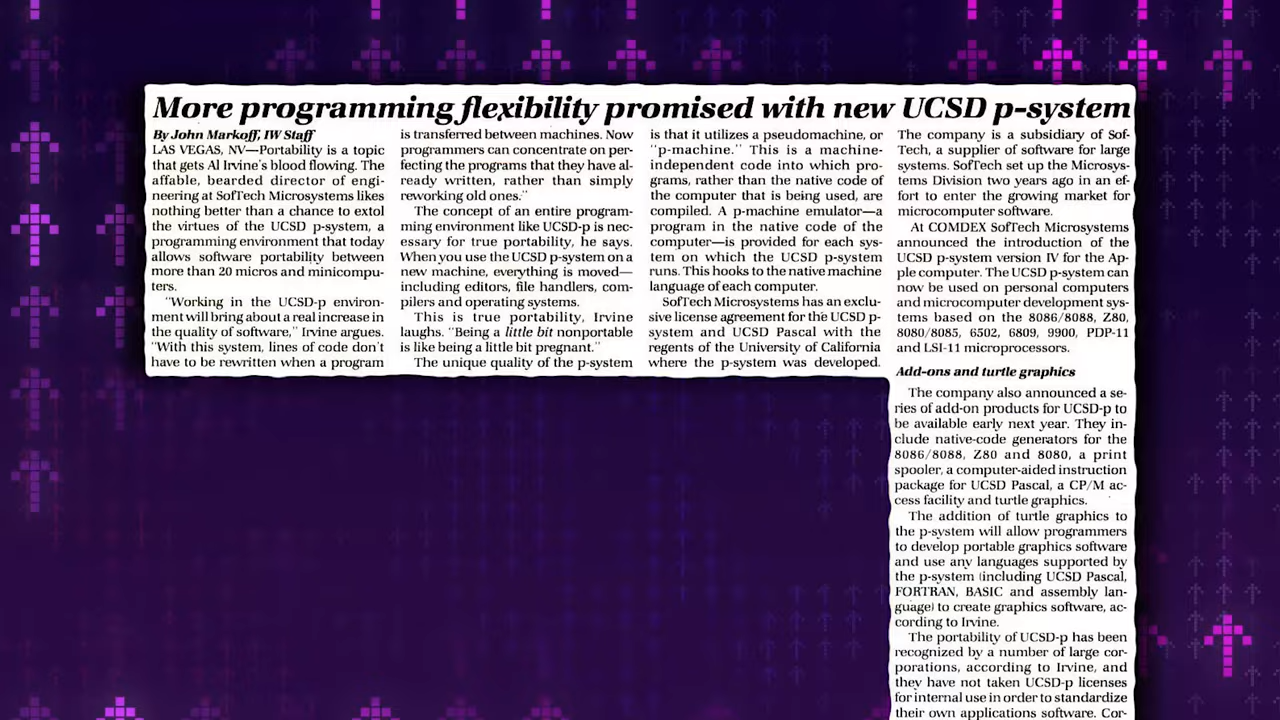 More programming flexibility promised with new UCSD p-system
By John Markoff, IW Staff
LAS VEGAS, NV—Portability is a topic
that gets Al Irvine's blood flowing. The
affable, bearded director of engi-
neering at SofTech Microsystems likes
nothing better than a chance to extol
the virtues of the UCSD p-system, a
programming environment that today
allows software portability between
more than 20 micros and minicompu-
ters.
"Working in the UCSD-p environ-
ment will bring about a real increase in
the quality of software," Irvine argues.
"With this system, lines of code don't
have to be rewritten when a program
is transferred between machines. Now
programmers can concentrate on per-
fecting the programs that they have al-
ready written, rather than simply
reworking old ones."
The concept of an entire program-
ming environment like UCSD-p is nec-
essary for true portability, he says.
When you use the UCSD p-system on a
new machine, everything is moved—
including editors, file handlers, com-
pilers and operating systems.
This is true portability, Irvine
laughs. "Being a little bit nonportable
is like being a little bit pregnant."
The unique quality of the p-system
is that it utilizes a pseudomachine, or
"p-machine." This is a machine-
independent code into which pro-
grams, rather than the native code of
the computer that is being used, are
compiled. A p-machine emulator—a
program in the native code of the
computer—is provided for each sys-
tem on which the UCSD p-system
runs. This hooks to the native machine
language of each computer.
SofTech Microsystems has an exclu-
sive license agreement for the UCSD p-
system and UCSD Pascal with the
regents of the University of California
where the p-system was developed.
The company is a subsidiary of Sof-
Tech, a supplier of software for large
systems. SofTech set up the Microsys-
tems Division two years ago in an ef-
fort to enter the growing market for
microcomputer software.
At COMDEX SofTech Microsystems
announced the introduction of the
UCSD p-system version IV for the Ap-
ple computer. The UCSD p-system can
now be used on personal computers
and microcomputer development sys-
tems based on the 8086/8088, Z80,
8080/8085, 6502, 6809, 9900, PDP-11
and LSI-11 microprocessors.
Add-ons and turtle graphics
The company also announced a se-
ries of add-on products for UCSD-p to
be available early next year. They in-
clude native-code generators for the
8086/8088, Z80 and 8080, a print
spooler, a computer-aided instruction
package for UCSD Pascal, a CP/M ac-
cess facility and turtle graphics.
The addition of turtle graphics to
the p-system will allow programmers
to develop portable graphics software
and use any languages supported by
the p-system (including UCSD Pascal,
FORTRAN, BASIC and assembly lan-
guage) to create graphics software, ac-
cording to Irvine.
The portability of UCSD-p has been
recognized by a number of large cor-
porations, according to Irvine, and
they have not taken UCSD-p licenses
for internal use in order to standardize
their own applications software. Cor-